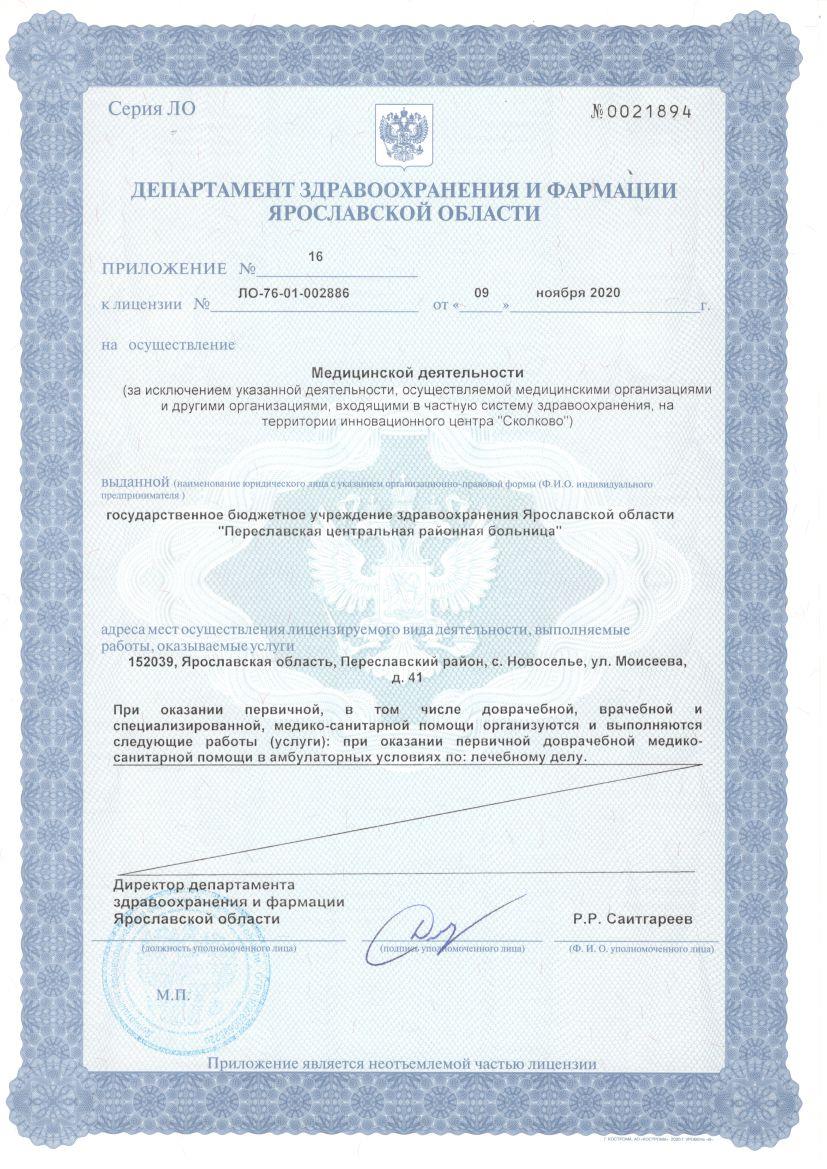 Серия ЛО
№0021894
ДЕПАРТАМЕНТ ЗДРАВООХРАНЕНИЯ И ФАРМАЦИИ
ЯРОСЛАВСКОЙ ОБЛАСТИ
ПРИЛОЖЕНИЕ № 16
к лицензии № ЛО-76-01-002886 от « 09 » ноября 2020 г.
на осуществление
Медицинской деятельности
(за исключением указанной деятельности, осуществляемой медицинскими организациями
и другими организациями, входящими в частную систему здравоохранения, на
территории инновационного центра "Сколково")
выданной (наименование юридического лица с указанием организационно-правовой формы (Ф.И.О. индивидуального
предпринимателя )
государственное бюджетное учреждение здравоохранения Ярославской области
"Переславская центральная районная больница"
адреса мест осуществления лицензируемого вида деятельности, выполняемые
работы, оказываемые услуги
152039, Ярославская область, Переславский район, с. Новоселье, ул. Моисеева,
д. 41
При оказании первичной, в том числе доврачебной, врачебной и
специализированной, медико-санитарной помощи организуются и выполняются
следующие работы (услуги): при оказании первичной доврачебной медико-
санитарной помощи в амбулаторных условиях по: лечебному делу.
Директор департамента
здравоохранения и фармации
Ярославской области
Р.Р. Саитгареев
(должность уполномоченного лица)
(подпись уполномоченного лица)
(Ф. И. О. уполномоченного лица)
М.П.
Приложение является неотъемлемой частью лицензии